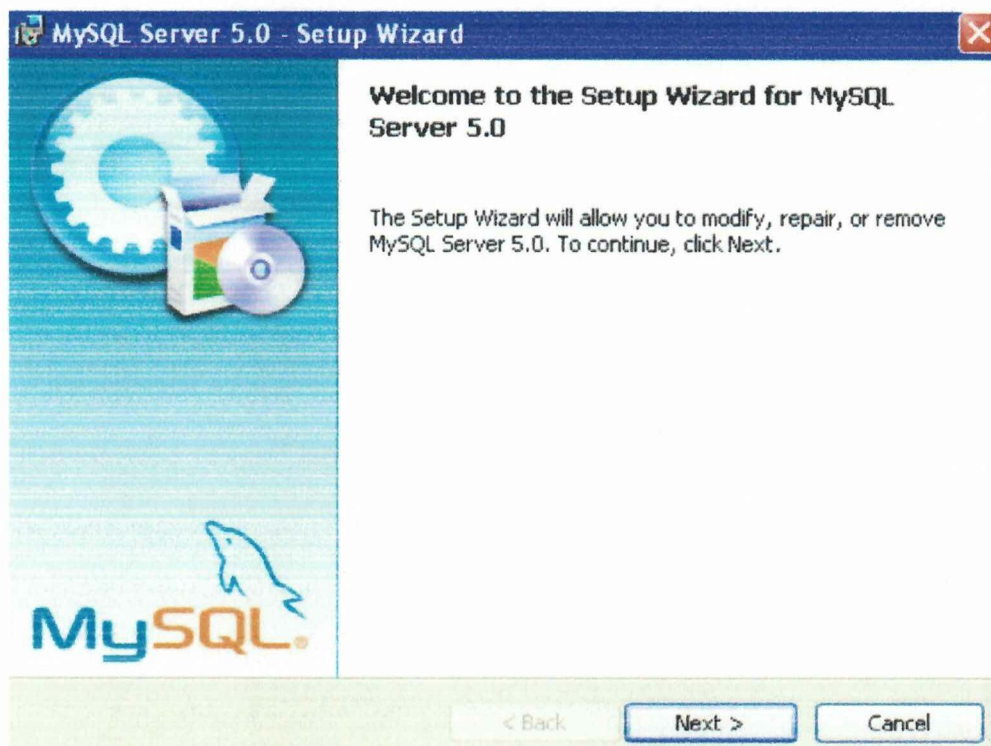 MySQL Server 5.0 - Setup Wizard
Welcome to the Setup Wizard for MySQL
Server 5.0
The Setup Wizard will allow you to modify, repair, or remove
MySQL Server 5.0. To continue, click Next.
MySQL®
< Back
Next >
Cancel